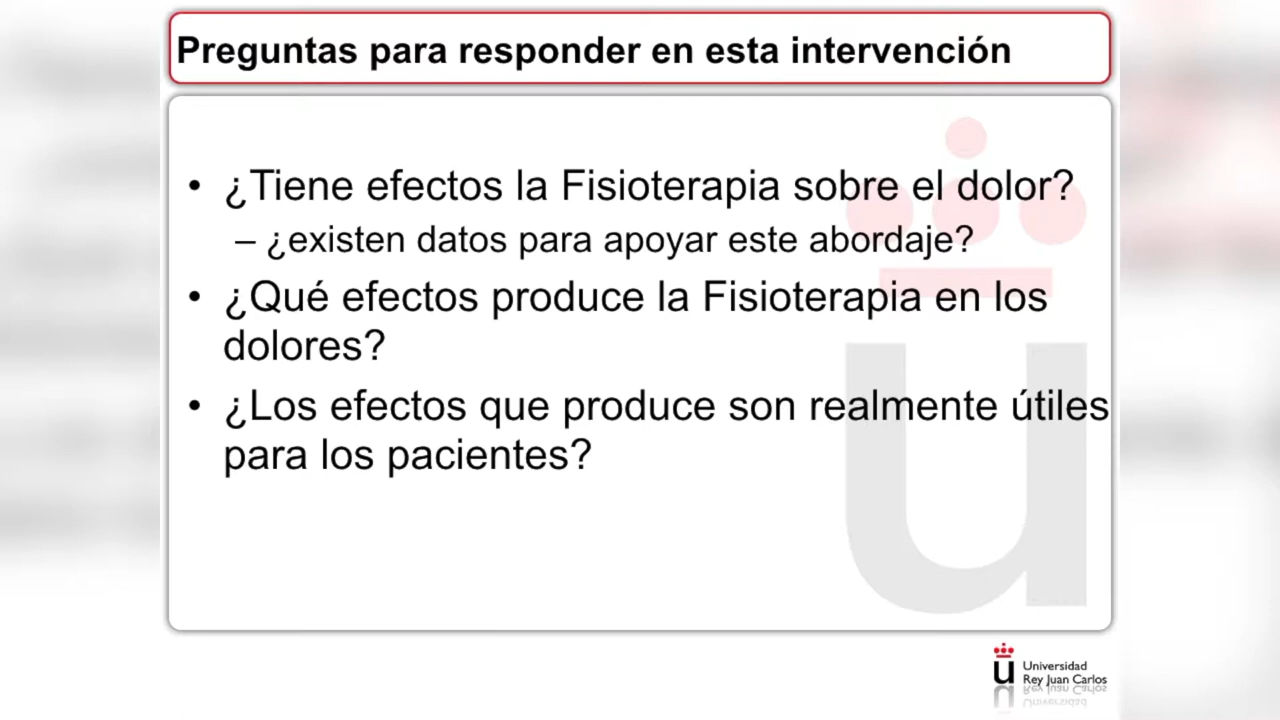 Preguntas para responder en esta intervención
• ¿Tiene efectos la Fisioterapia sobre el dolor?
– ¿existen datos para apoyar este abordaje?
• ¿Qué efectos produce la Fisioterapia en los
dolores?
• ¿Los efectos que produce son realmente útiles
para los pacientes?
u
Universidad
Rey Juan Carlos